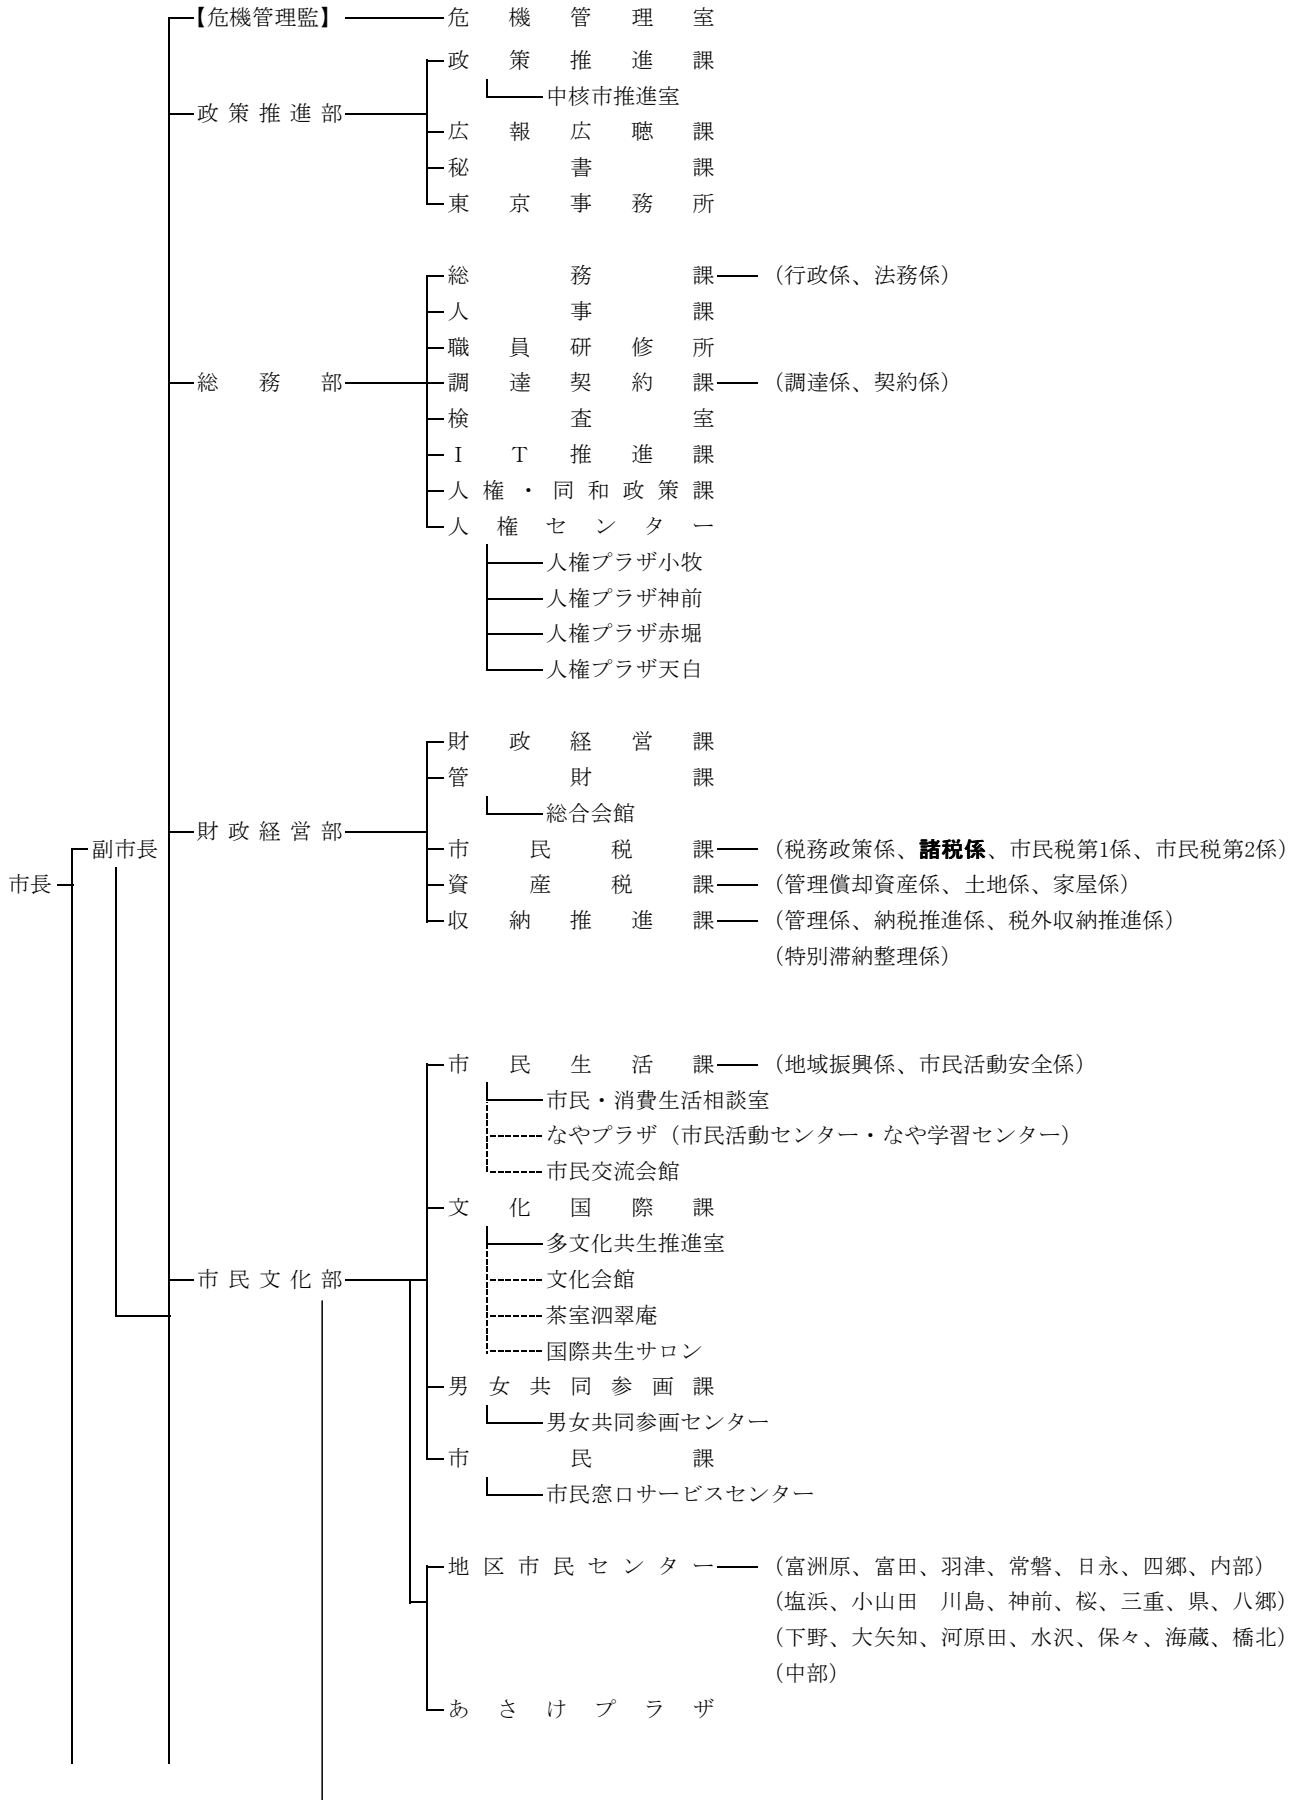 【危機管理監】 危機管理室
政策推進課
中核市推進室
政策推進部
広報広聴課
秘書課
東京事務所
総務課 （行政係、法務係）
人事課
職員研修所
総務部 調達契約課 （調達係、契約係）
検査室
ＩＴ推進課
人権・同和政策課
人権センター
人権プラザ小牧
人権プラザ神前
人権プラザ赤堀
人権プラザ天白
財政経営課
管財課
総合会館
財政経営部
副市長 市民税課 （税務政策係、諸税係、市民税第1係、市民税第2係）
市長 資産税課 （管理償却資産係、土地係、家屋係）
収納推進課 （管理係、納税推進係、税外収納推進係）
（特別滞納整理係）
市民生活課 （地域振興係、市民活動安全係）
市民・消費生活相談室
なやプラザ（市民活動センター・なや学習センター）
市民交流会館
文化国際課
多文化共生推進室
市民文化部 文化会館
茶室泗翠庵
国際共生サロン
男女共同参画課
男女共同参画センター
市民課
市民窓口サービスセンター
地区市民センター （富洲原、富田、羽津、常磐、日永、四郷、内部）
（塩浜、小山田　川島、神前、桜、三重、県、八郷）
（下野、大矢知、河原田、水沢、保々、海蔵、橋北）
（中部）
あさけプラザ